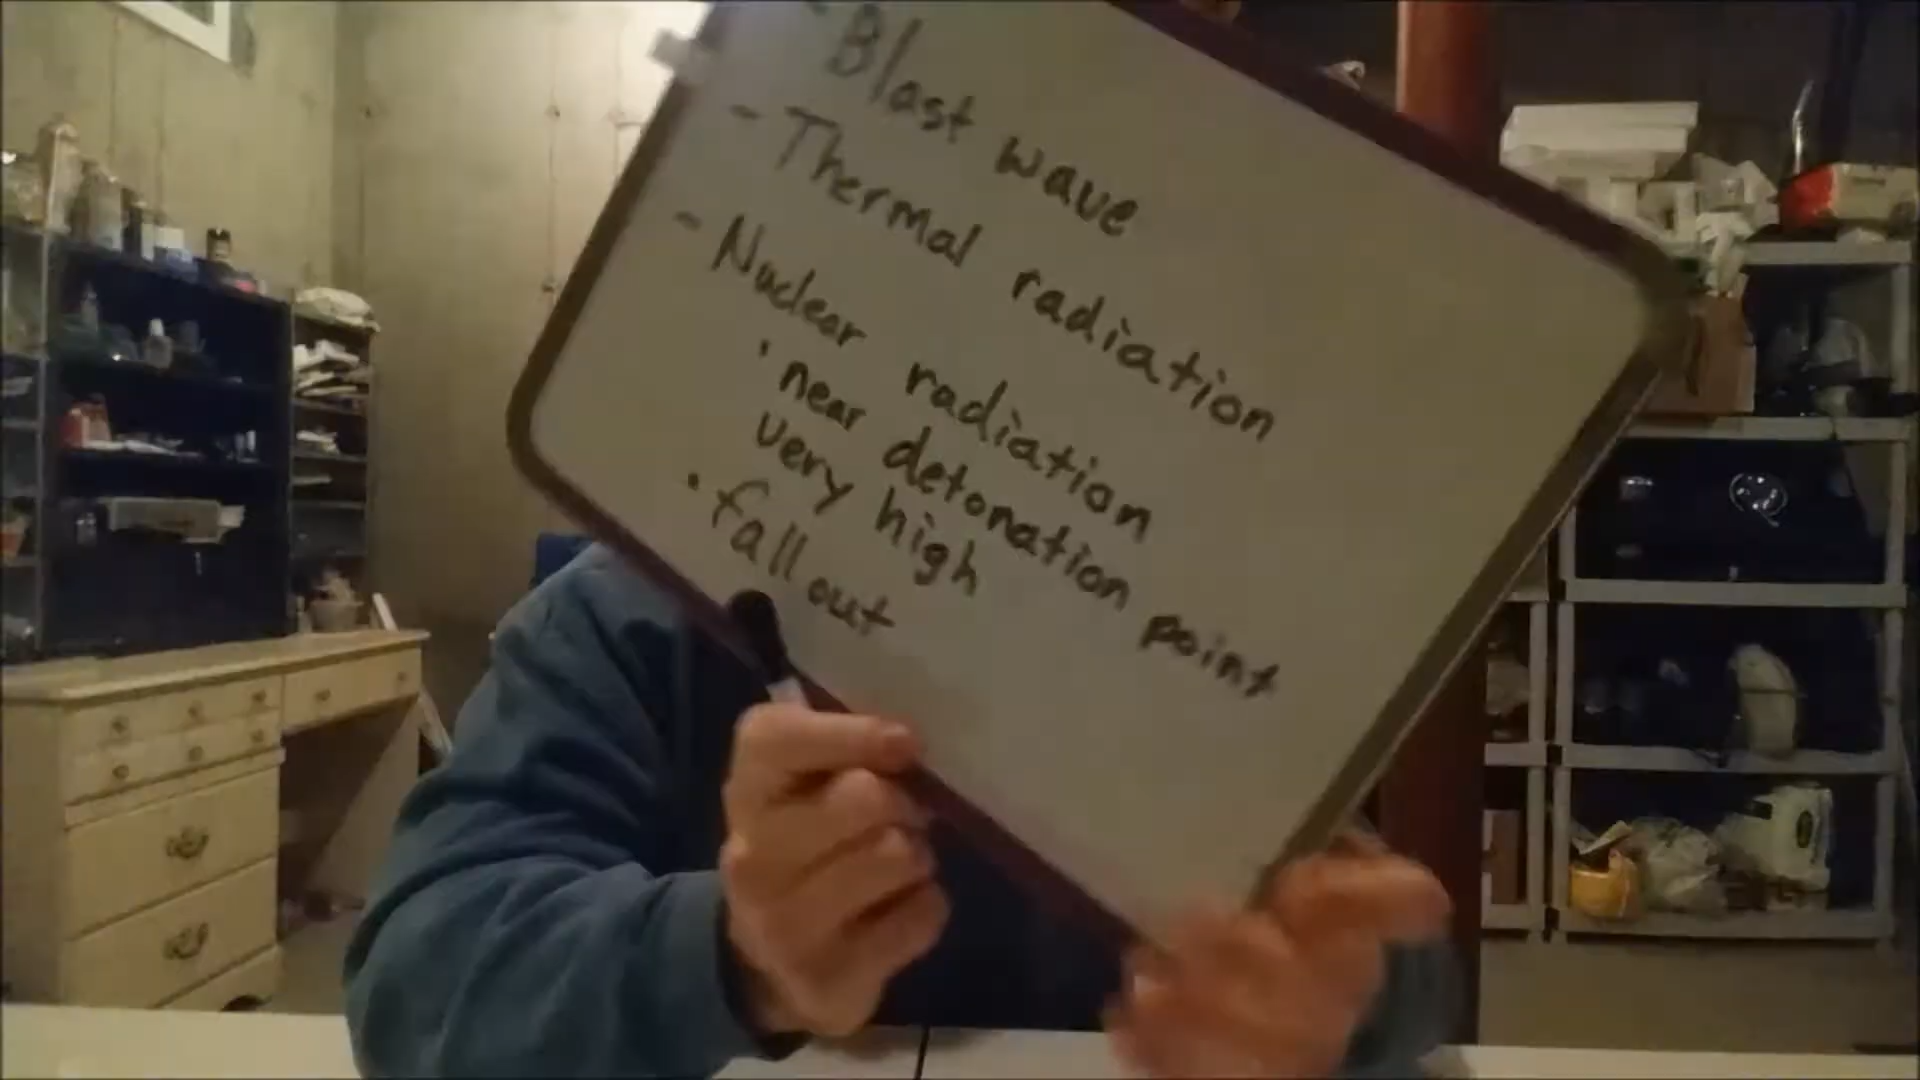 - Blast wave
- Thermal radiation
- Nuclear radiation
• near detonation point
very high
• fall out